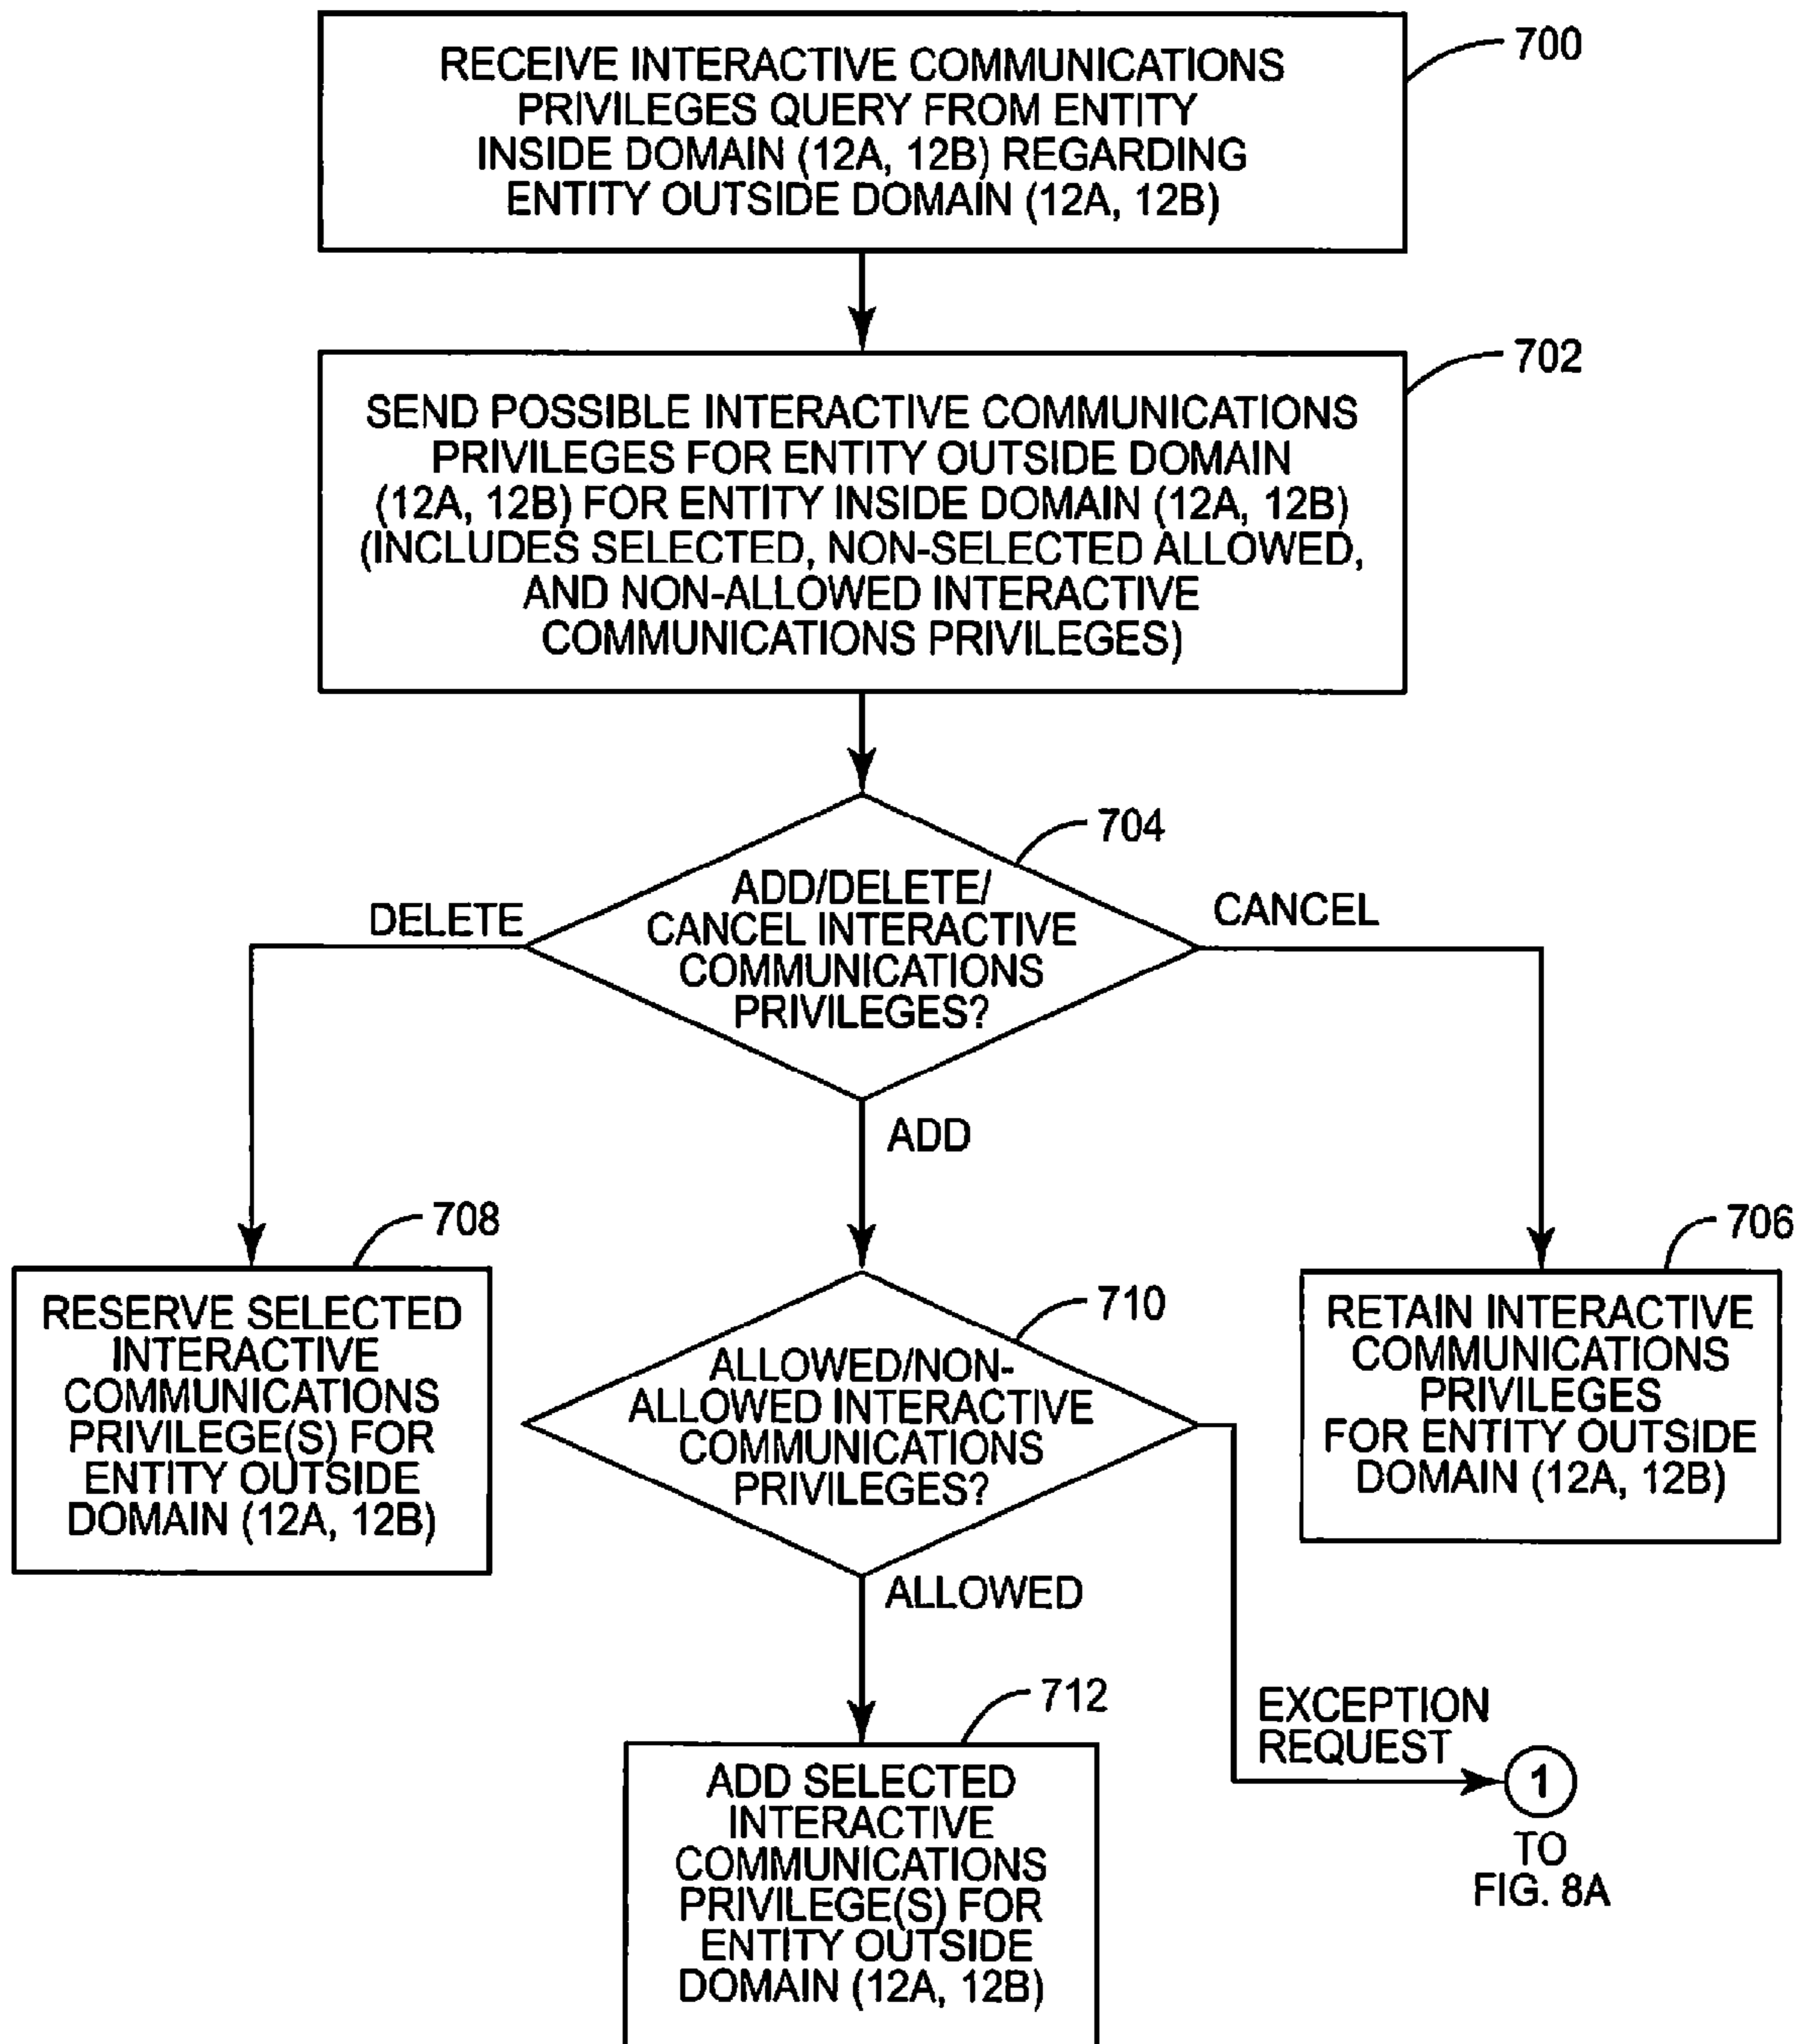 RECEIVE INTERACTIVE COMMUNICATIONS
PRIVILEGES QUERY FROM ENTITY
INSIDE DOMAIN (12A, 12B) REGARDING
ENTITY OUTSIDE DOMAIN (12A, 12B)
700
SEND POSSIBLE INTERACTIVE COMMUNICATIONS
PRIVILEGES FOR ENTITY OUTSIDE DOMAIN
(12A, 12B) FOR ENTITY INSIDE DOMAIN (12A, 12B)
(INCLUDES SELECTED, NON-SELECTED ALLOWED,
AND NON-ALLOWED INTERACTIVE
COMMUNICATIONS PRIVILEGES)
702
ADD/DELETE/
CANCEL INTERACTIVE
COMMUNICATIONS
PRIVILEGES?
704
DELETE
CANCEL
ADD
RESERVE SELECTED
INTERACTIVE
COMMUNICATIONS
PRIVILEGE(S) FOR
ENTITY OUTSIDE
DOMAIN (12A, 12B)
708
ALLOWED/NON-
ALLOWED INTERACTIVE
COMMUNICATIONS
PRIVILEGES?
710
RETAIN INTERACTIVE
COMMUNICATIONS
PRIVILEGES
FOR ENTITY OUTSIDE
DOMAIN (12A, 12B)
706
ALLOWED
EXCEPTION
REQUEST
1
TO
FIG. 8A
ADD SELECTED
INTERACTIVE
COMMUNICATIONS
PRIVILEGE(S) FOR
ENTITY OUTSIDE
DOMAIN (12A, 12B)
712